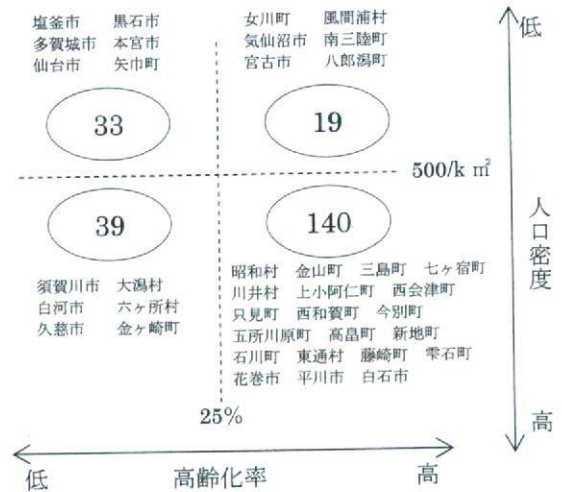 塩釜市 黒石市
多賀城市 本宮市
仙台市 矢巾町
33
女川町 風間浦村
気仙沼市 南三陸町
宮古市 八郎潟町
19
低
500/k㎡
人口密度
39
須賀川市 大潟村
白河市 六ヶ所村
久慈市 金ヶ崎町
140
昭和村 金山町 三島町 七ヶ宿町
川井村 上小阿仁町 西会津町
只見町 西和賀町 今別町
五所川原町 高畠町 新地町
石川町 東通村 藤崎町 雫石町
花巻市 平川市 白石市
25%
高
低 高齢化率 高